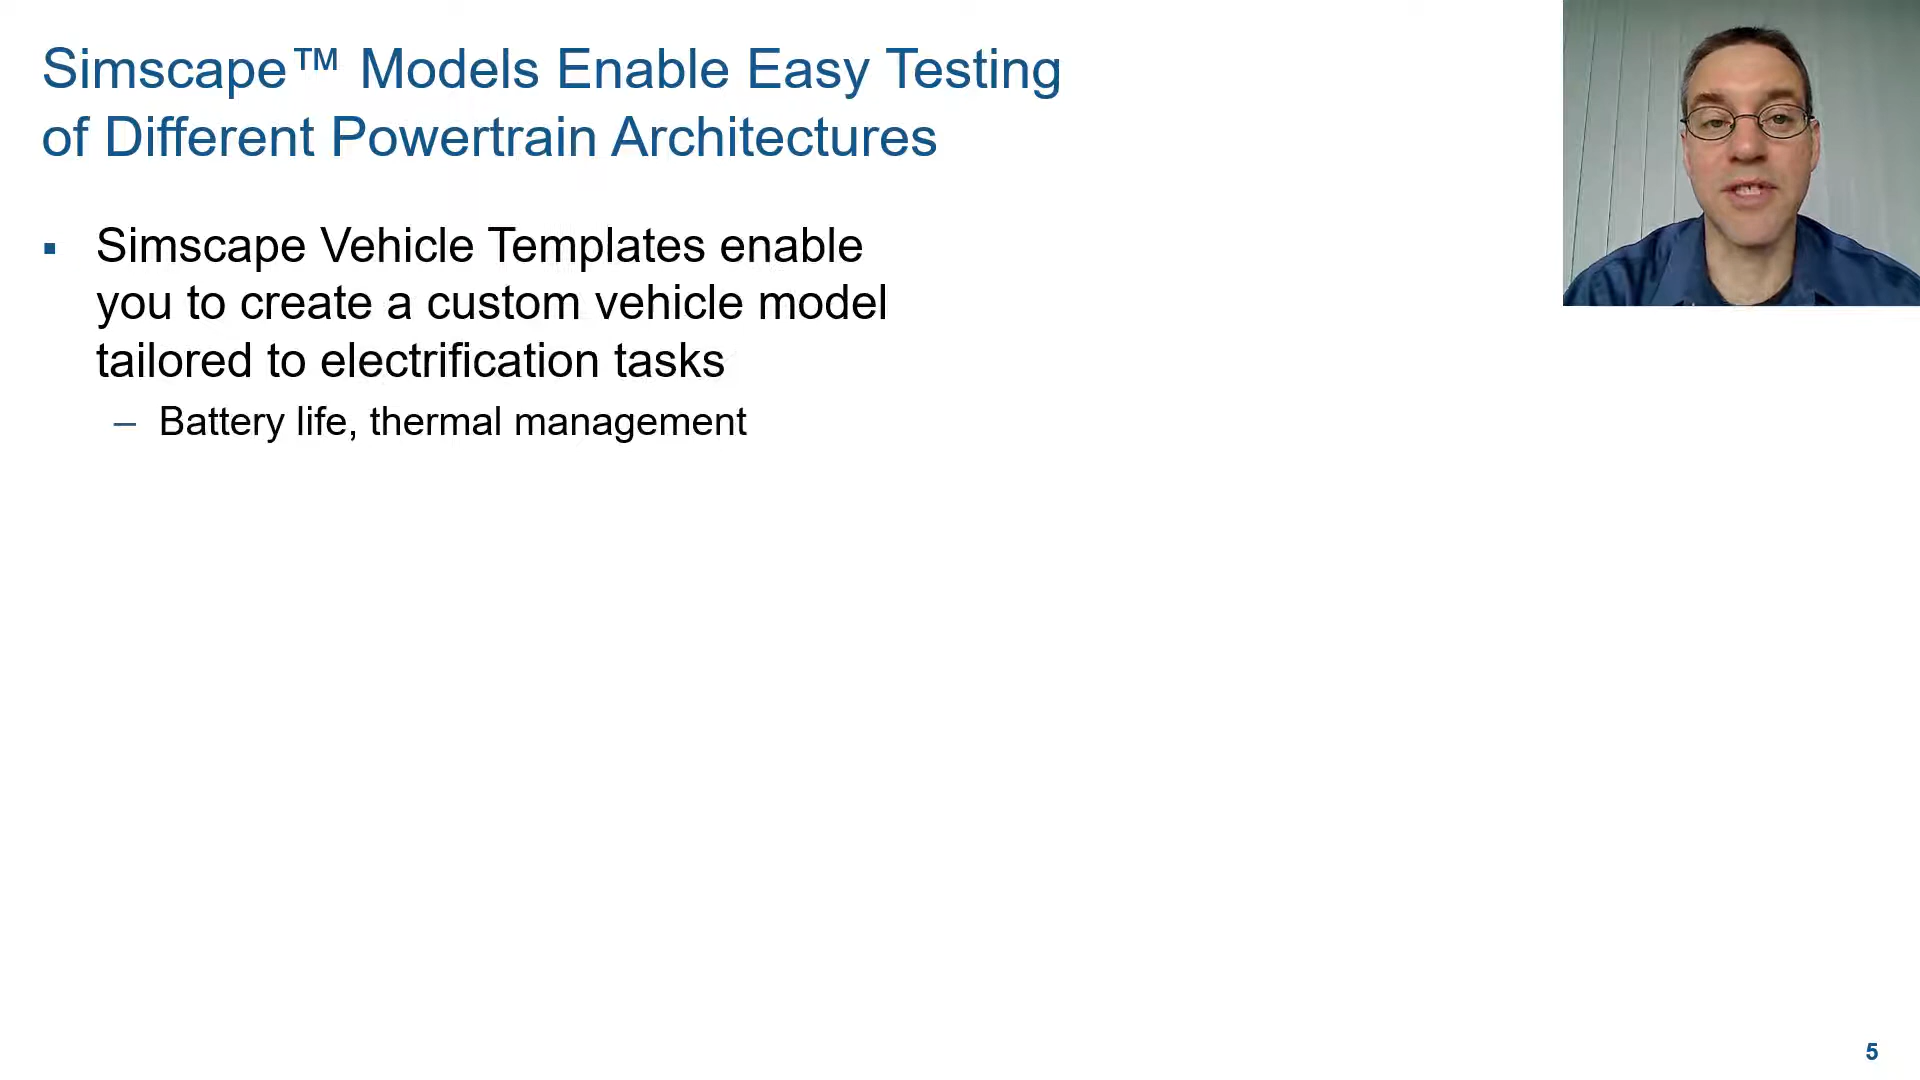 Simscape™ Models Enable Easy Testing
of Different Powertrain Architectures
▪ Simscape Vehicle Templates enable
you to create a custom vehicle model
tailored to electrification tasks
– Battery life, thermal management
5